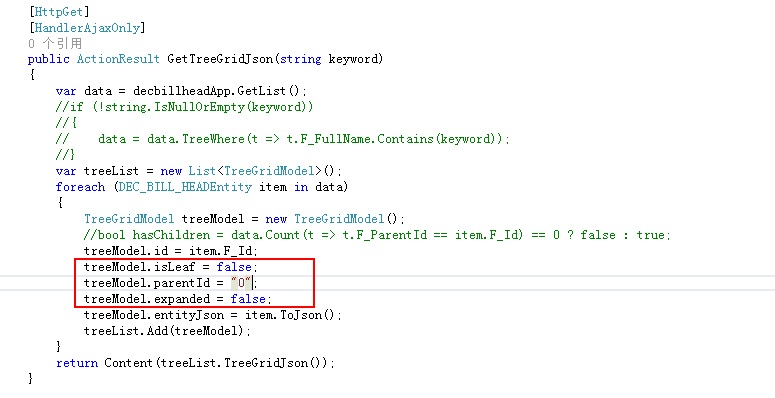 [HttpGet]
[HandlerAjaxOnly]
0 个引用
public ActionResult GetTreeGridJson(string keyword)
{
    var data = decbillheadApp.GetList();
    //if (!string.IsNullOrEmpty(keyword))
    //{
    //    data = data.TreeWhere(t => t.F_FullName.Contains(keyword));
    //}
    var treeList = new List<TreeGridModel>();
    foreach (DEC_BILL_HEADEntity item in data)
    {
        TreeGridModel treeModel = new TreeGridModel();
        //bool hasChildren = data.Count(t => t.F_ParentId == item.F_Id) == 0 ? false : true;
        treeModel.id = item.F_Id;
        treeModel.isLeaf = false;
        treeModel.parentId = "0";
        treeModel.expanded = false;
        treeModel.entityJson = item.ToJson();
        treeList.Add(treeModel);
    }
    return Content(treeList.TreeGridJson());
}